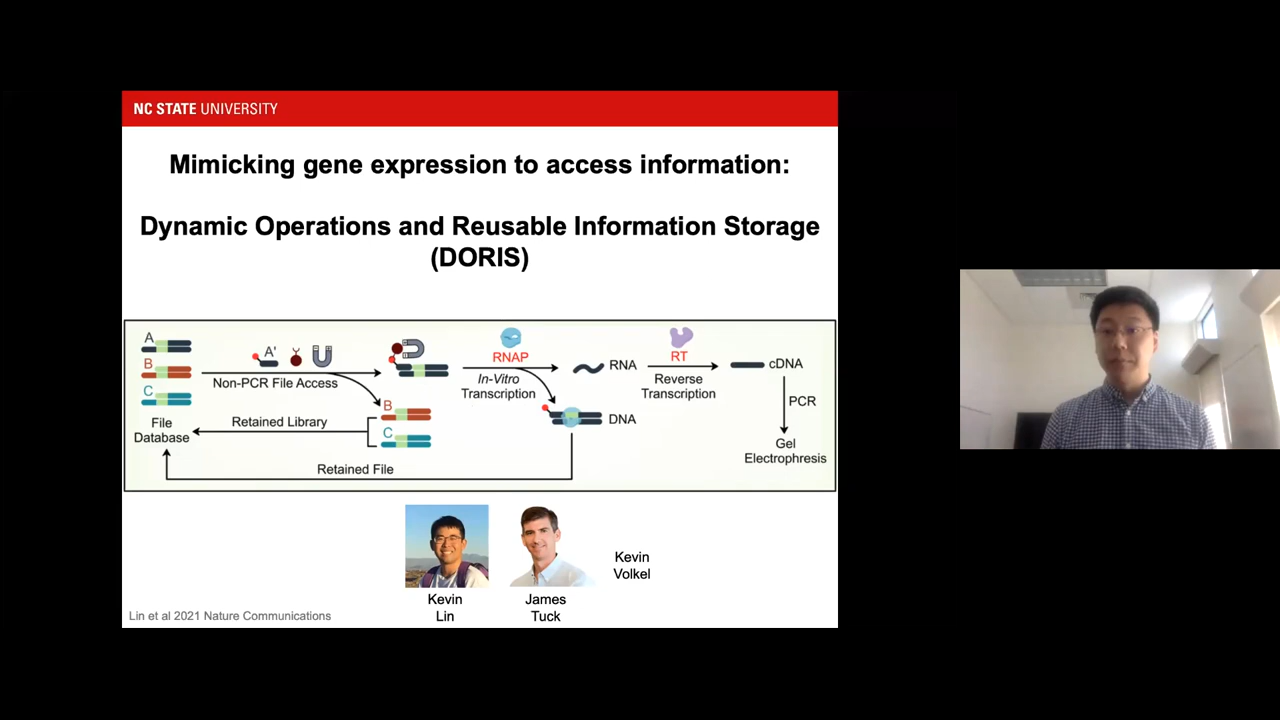 NC STATE UNIVERSITY
Mimicking gene expression to access information:
Dynamic Operations and Reusable Information Storage
(DORIS)
A
B
C
File
Database
A'
Non-PCR File Access
Retained Library
Retained File
B
C
RNAP
In-Vitro
Transcription
RNA
DNA
RT
Reverse
Transcription
cDNA
PCR
Gel
Electrophresis
Kevin
Lin
James
Tuck
Kevin
Volkel
Lin et al 2021 Nature Communications